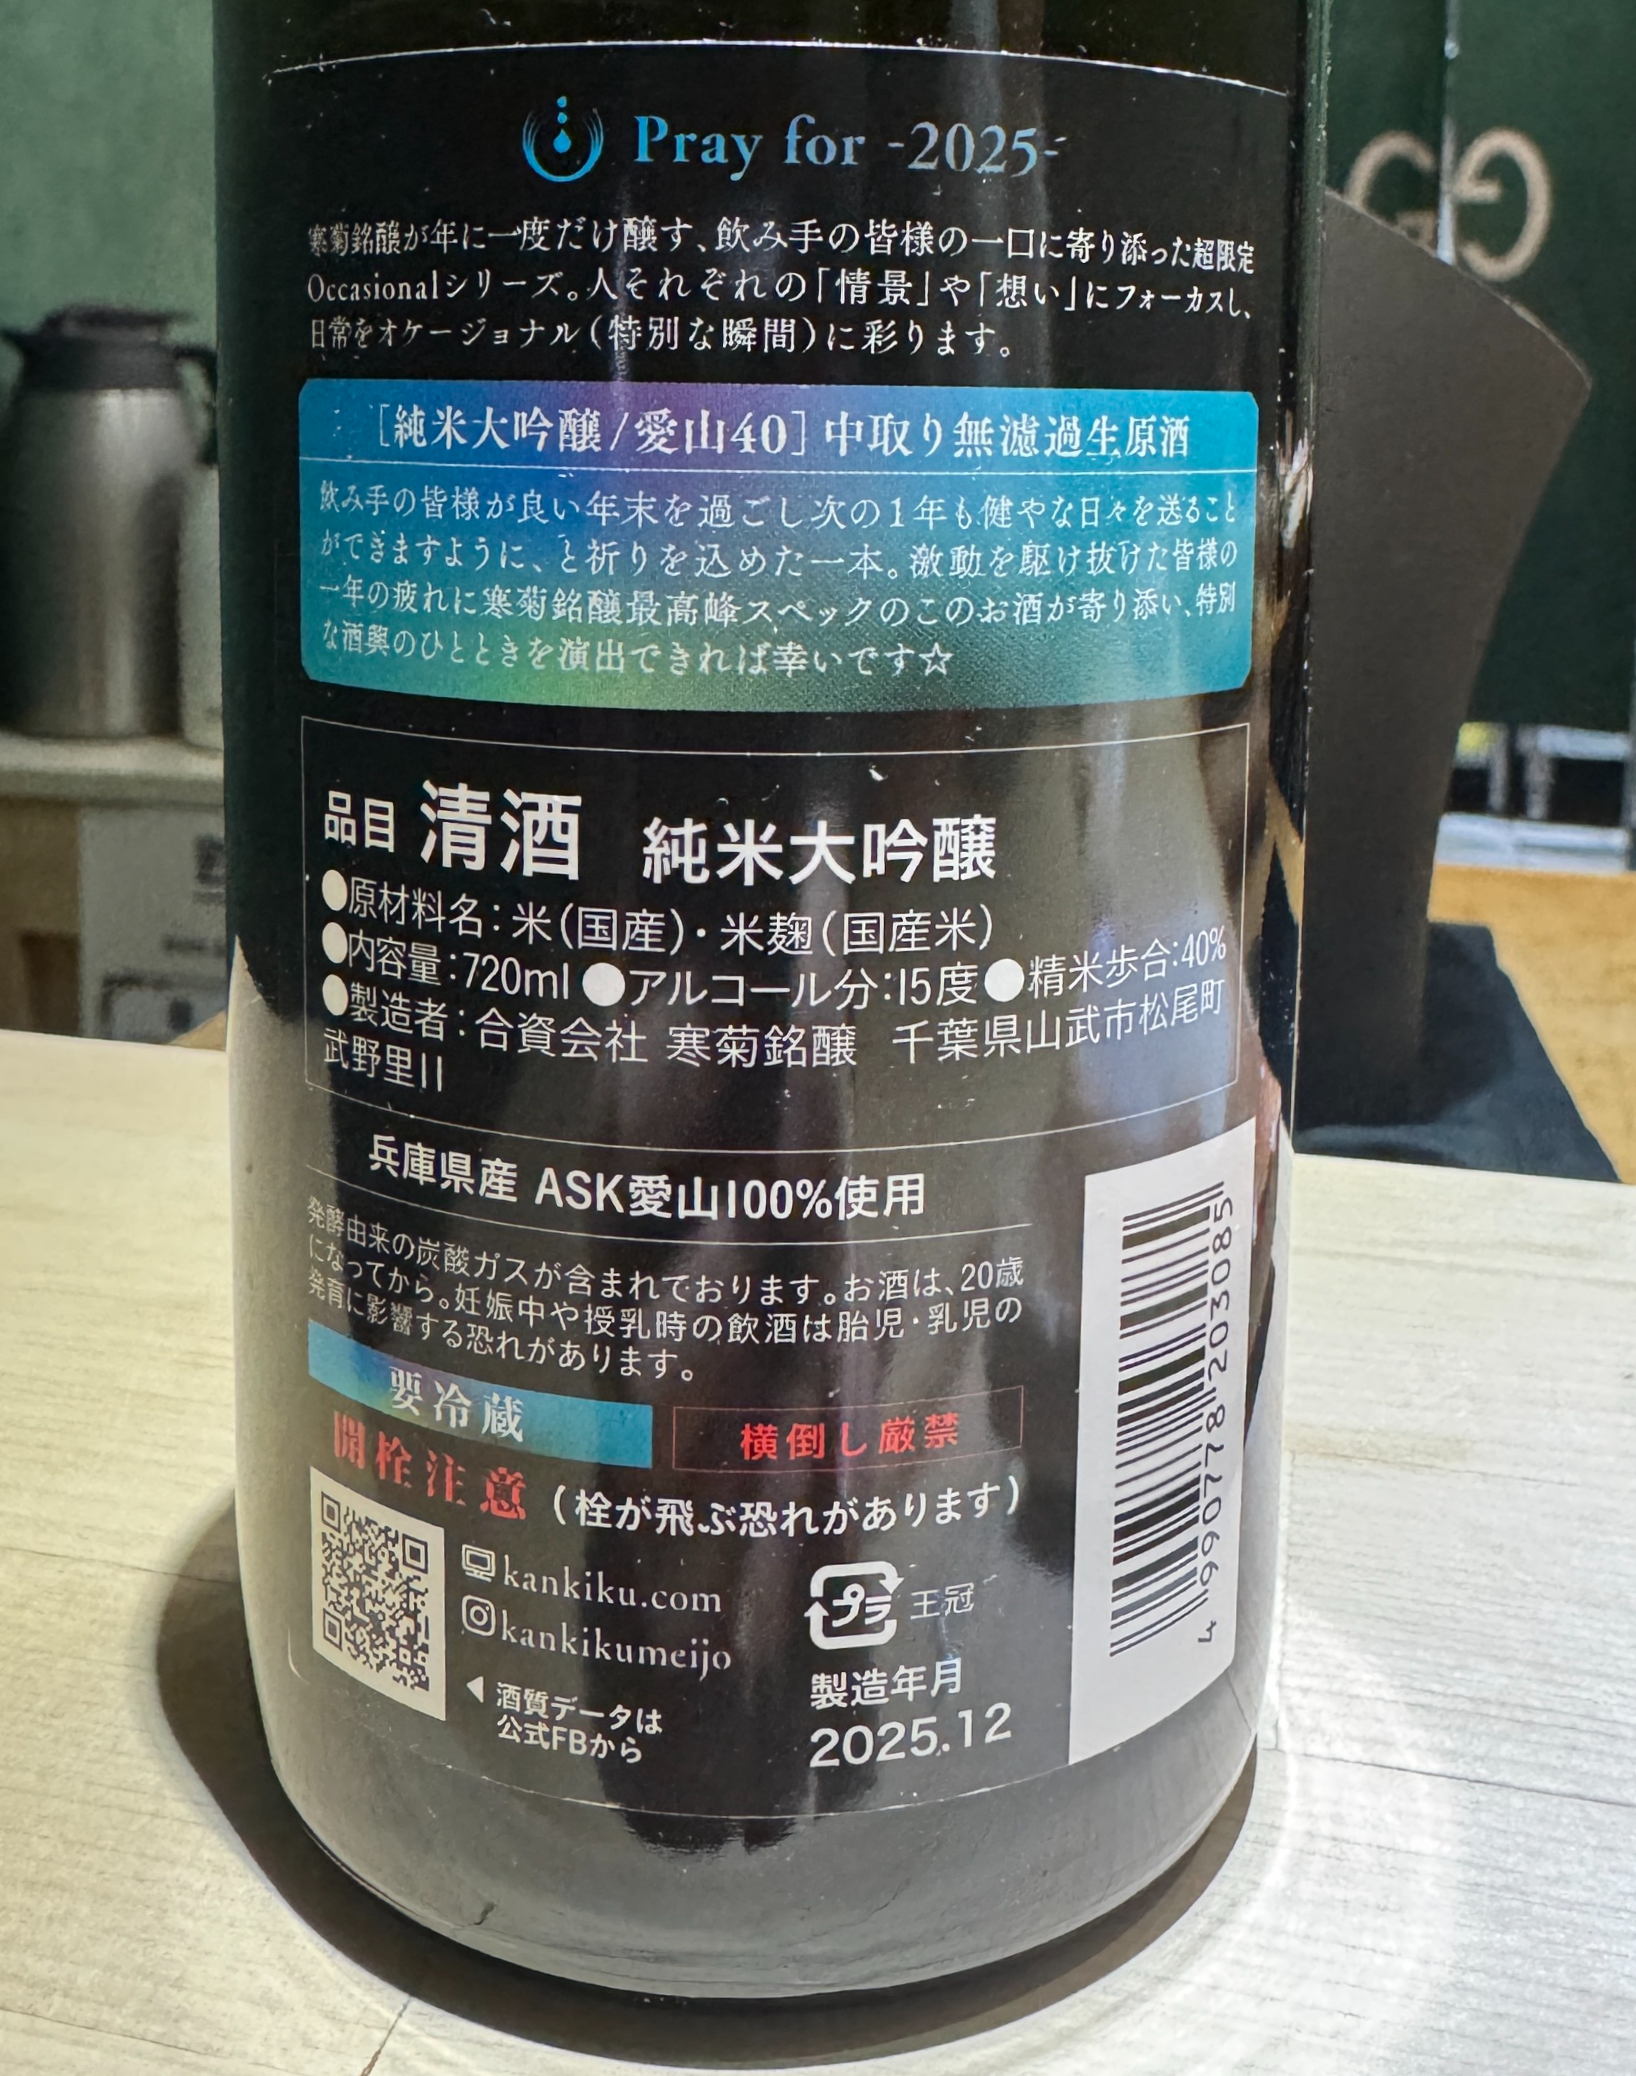 Pray for -2025-
寒菊銘醸が年に一度だけ醸す、飲み手の皆様の一口に寄り添った超限定
Occasionalシリーズ。人それぞれの「情景」や「想い」にフォーカスし、
日常をオケージョナル(特別な瞬間)に彩ります。
[純米大吟醸/愛山40]中取り無濾過生原酒
飲み手の皆様が良い年末を過ごし次の1年も健やな日々を送ること
ができますように、と祈りを込めた一本。激動を駆け抜けた皆様の
一年の疲れに寒菊銘醸最高峰スペックのこのお酒が寄り添い、特別
な酒興のひとときを演出できれば幸いです☆
品目 清酒 純米大吟醸
●原材料名:米(国産)・米麹(国産米)
●内容量:720ml ●アルコール分:15度 ●精米歩合:40%
●製造者:合資会社 寒菊銘醸 千葉県山武市松尾町
武野里11
兵庫県産 ASK愛山100%使用
発酵由来の炭酸ガスが含まれております。お酒は、20歳
になってから。妊娠中や授乳時の飲酒は胎児・乳児の
発育に影響する恐れがあります。
要冷蔵
横倒し厳禁
開栓注意 (栓が飛ぶ恐れがあります)
kankiku.com
kankikumeijo
◀酒質データは
公式FBから
プラ 王冠
製造年月
2025.12
4 990778 203085